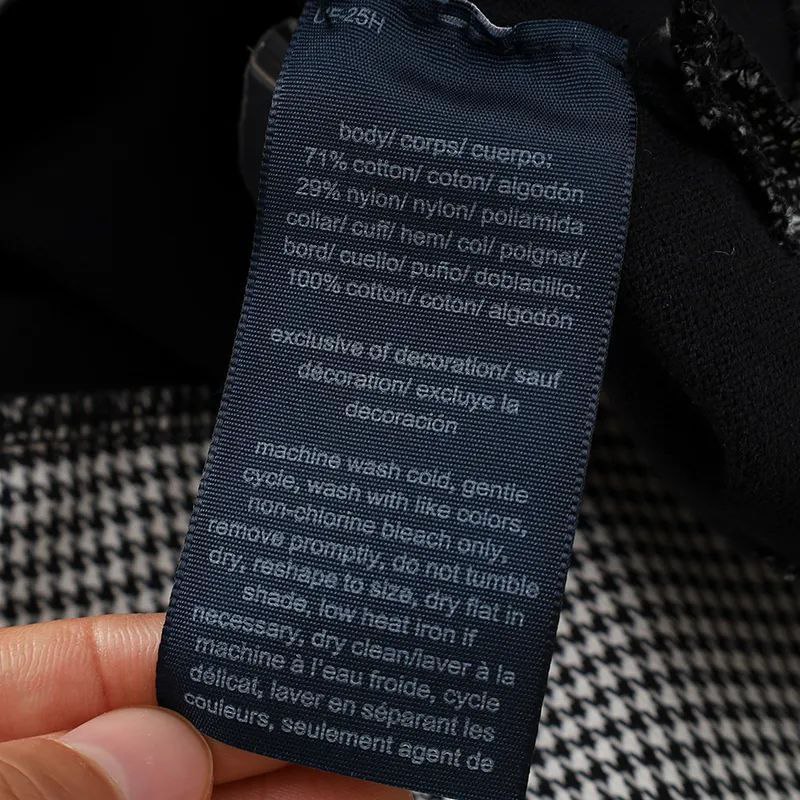 body/ corps/ cuerpo:
71% cotton/ coton/ algodón
29% nylon/ nylon/ poliamida
collar/ cuff/ hem/ col/ poignet/
bord/ cuello/ puño/ dobladillo:
100% cotton/ coton/ algodón
exclusive of decoration/ sauf
décoration/ excluye la
decoración
machine wash cold, gentle
cycle, wash with like colors,
non-chlorine bleach only,
remove promptly, do not tumble
dry, reshape to size, dry flat in
shade, low heat iron if
necessary, dry clean/laver à la
machine à l'eau froide, cycle
délicat, laver en séparant les
couleurs, seulement agent de